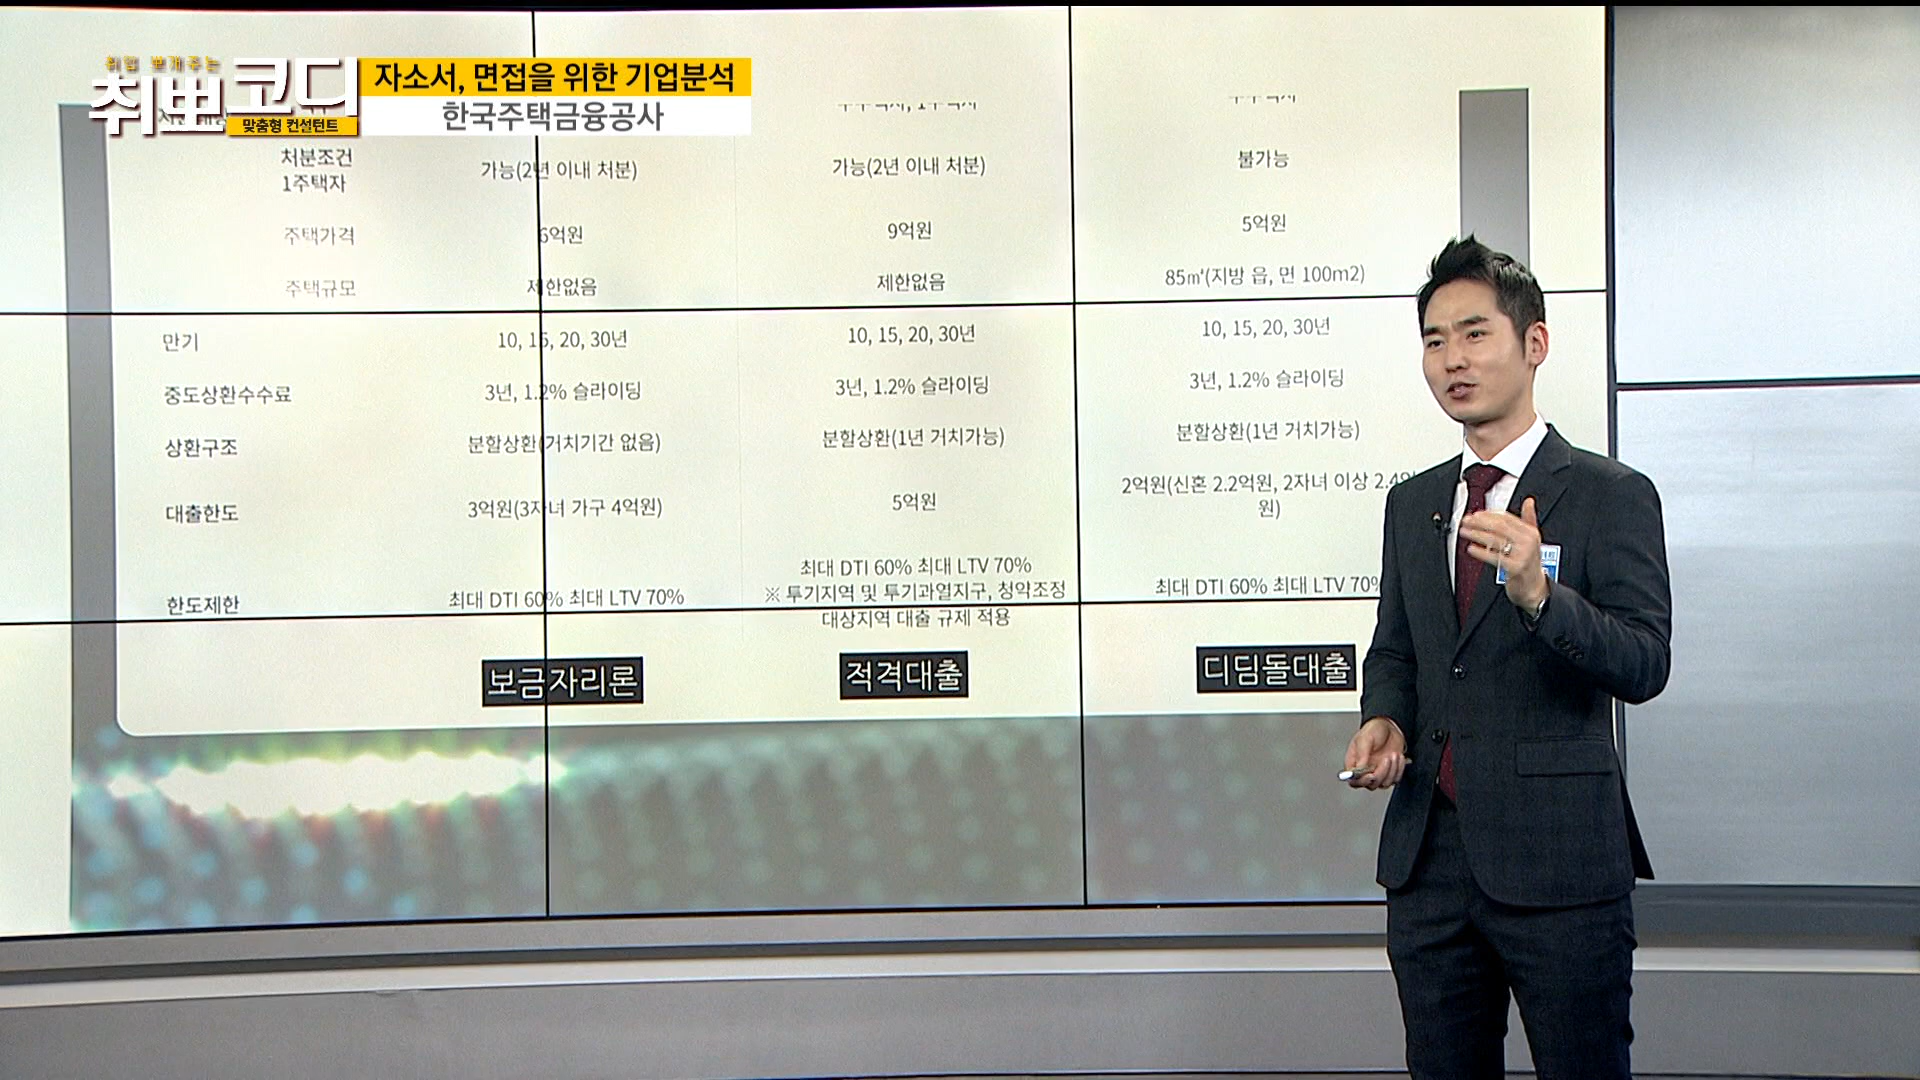 취업 뽀개주는
취뽀코디
맞춤형 컨설턴트
자소서, 면접을 위한 기업분석
한국주택금융공사
처분조건 가능(2년 이내 처분) 가능(2년 이내 처분) 불가능
1주택자
주택가격 6억원 9억원 5억원
주택규모 제한없음 제한없음 85㎡(지방 읍, 면 100m2)
만기 10, 15, 20, 30년 10, 15, 20, 30년 10, 15, 20, 30년
중도상환수수료 3년, 1.2% 슬라이딩 3년, 1.2% 슬라이딩 3년, 1.2% 슬라이딩
상환구조 분할상환(거치기간 없음) 분할상환(1년 거치가능) 분할상환(1년 거치가능)
대출한도 3억원(3자녀 가구 4억원) 5억원 2억원(신혼 2.2억원, 2자녀 이상 2.4억
원)
한도제한 최대 DTI 60% 최대 LTV 70% 최대 DTI 60% 최대 LTV 70% 최대 DTI 60% 최대 LTV 70%
※ 투기지역 및 투기과열지구, 청약조정
대상지역 대출 규제 적용
보금자리론 적격대출 디딤돌대출